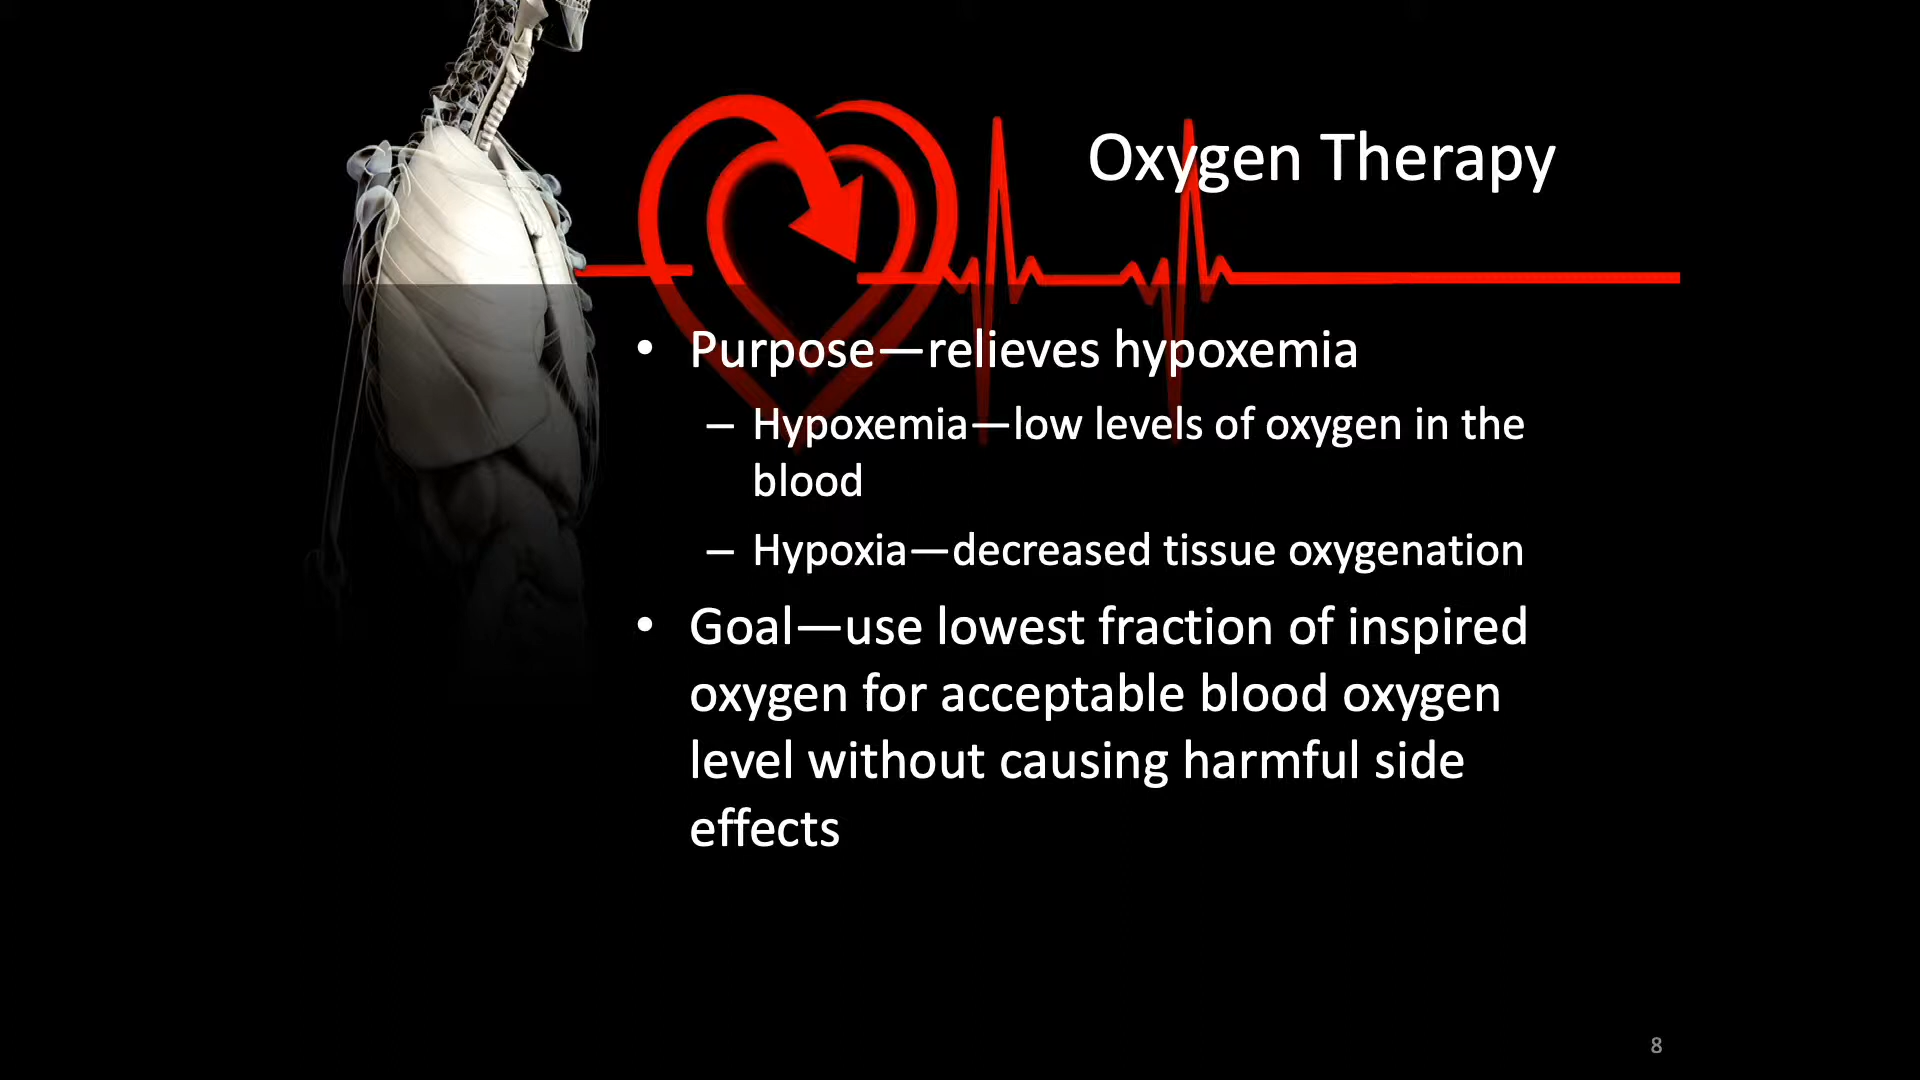 Oxygen Therapy
• Purpose—relieves hypoxemia
– Hypoxemia—low levels of oxygen in the
blood
– Hypoxia—decreased tissue oxygenation
• Goal—use lowest fraction of inspired
oxygen for acceptable blood oxygen
level without causing harmful side
effects
8